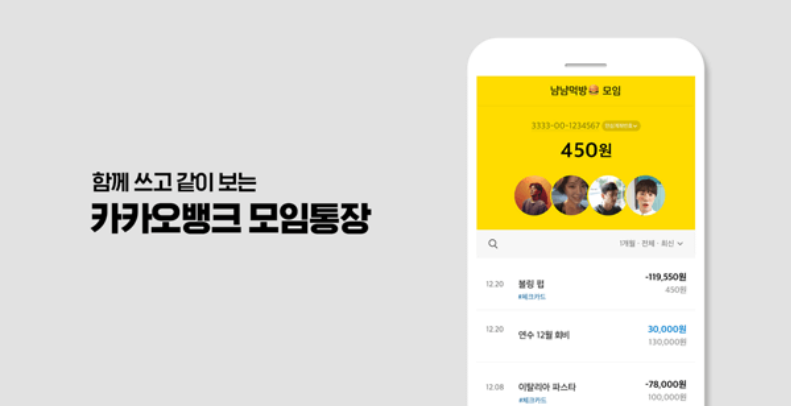 함께 쓰고 같이 보는
카카오뱅크 모임통장
냠냠먹방🍔 모임
3333-00-1234567
450원
1개월 · 전체 · 최신
12.20 볼링 펍 -119,550원
#체크카드 450원
12.20 연수 12월 회비 30,000원
130,000원
12.08 이탈리아 파스타 -78,000원
#체크카드 100,000원